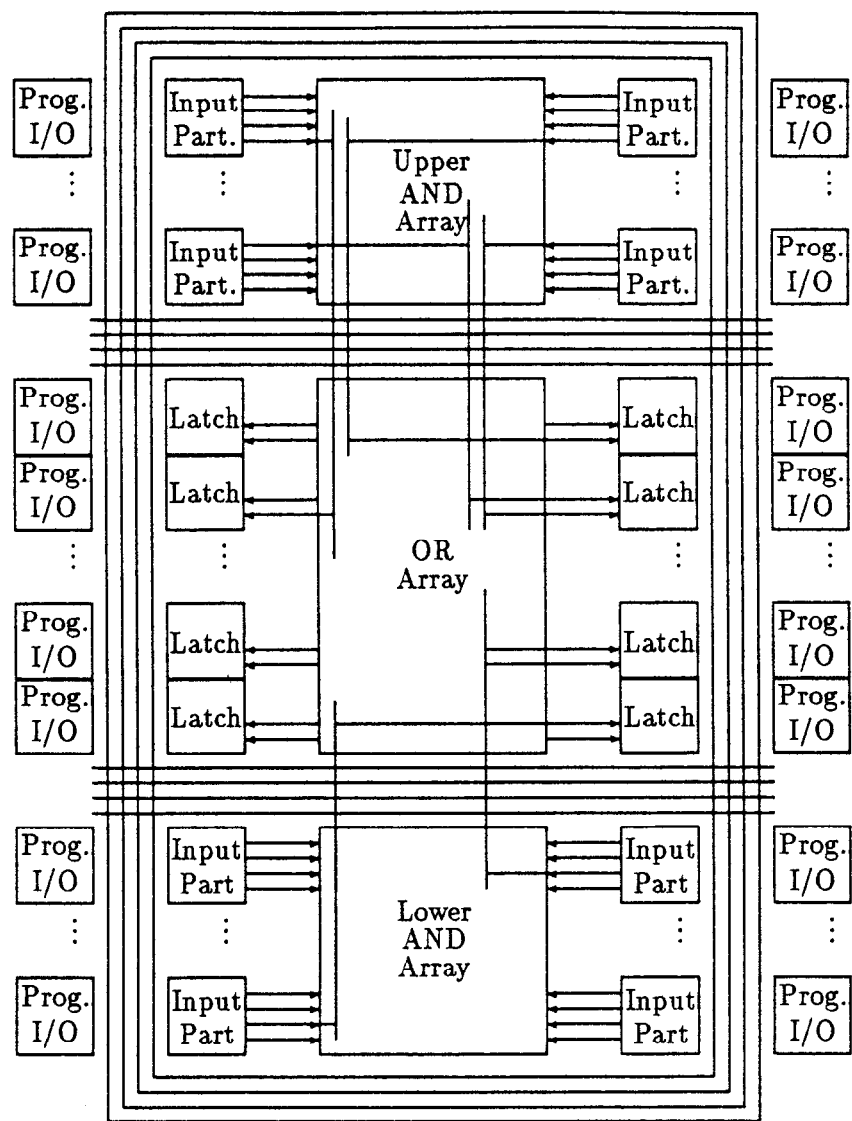 Prog.
I/O
Input
Part.
Upper
AND
Array
Input
Part.
Prog.
I/O
Prog.
I/O
Input
Part.
Input
Part.
Prog.
I/O
Prog.
I/O
Latch
Latch
Prog.
I/O
Prog.
I/O
Latch
Latch
Prog.
I/O
OR
Array
Prog.
I/O
Latch
Latch
Prog.
I/O
Prog.
I/O
Latch
Latch
Prog.
I/O
Prog.
I/O
Input
Part
Input
Part
Prog.
I/O
Lower
AND
Array
Prog.
I/O
Input
Part
Input
Part
Prog.
I/O